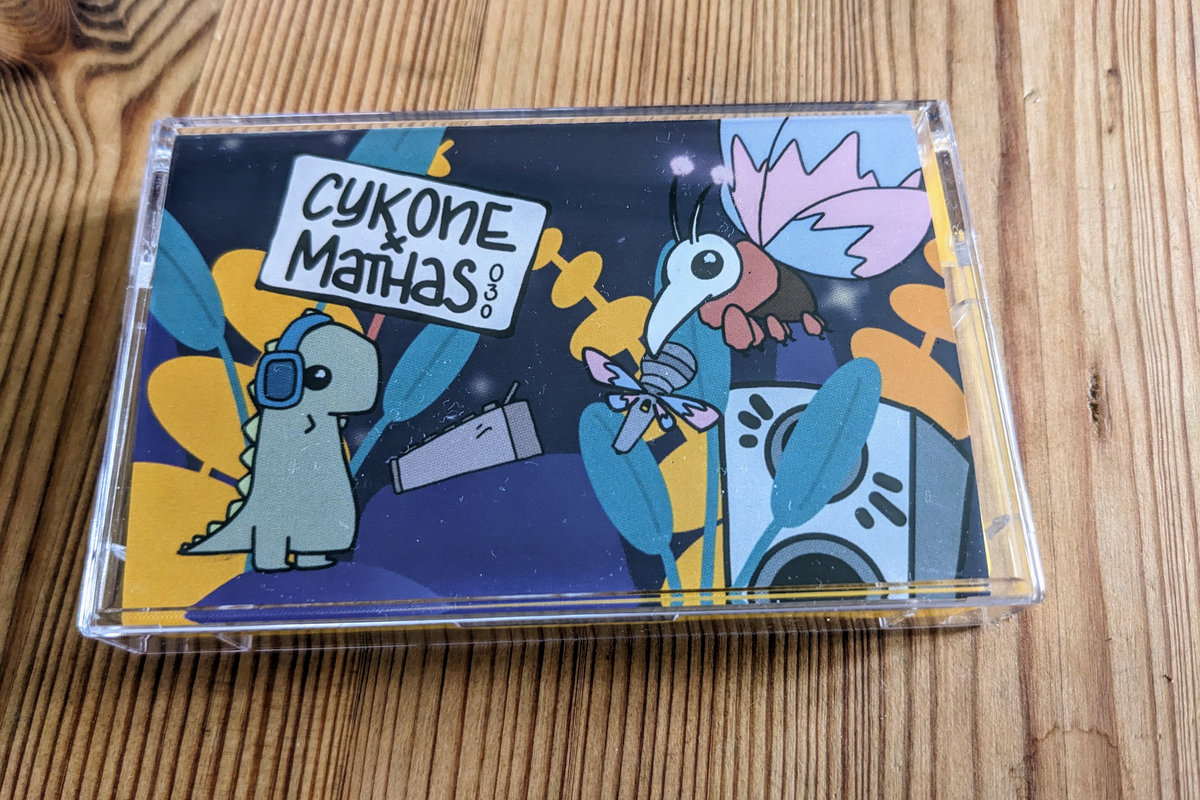 CYKONE
x
MATHAS
030